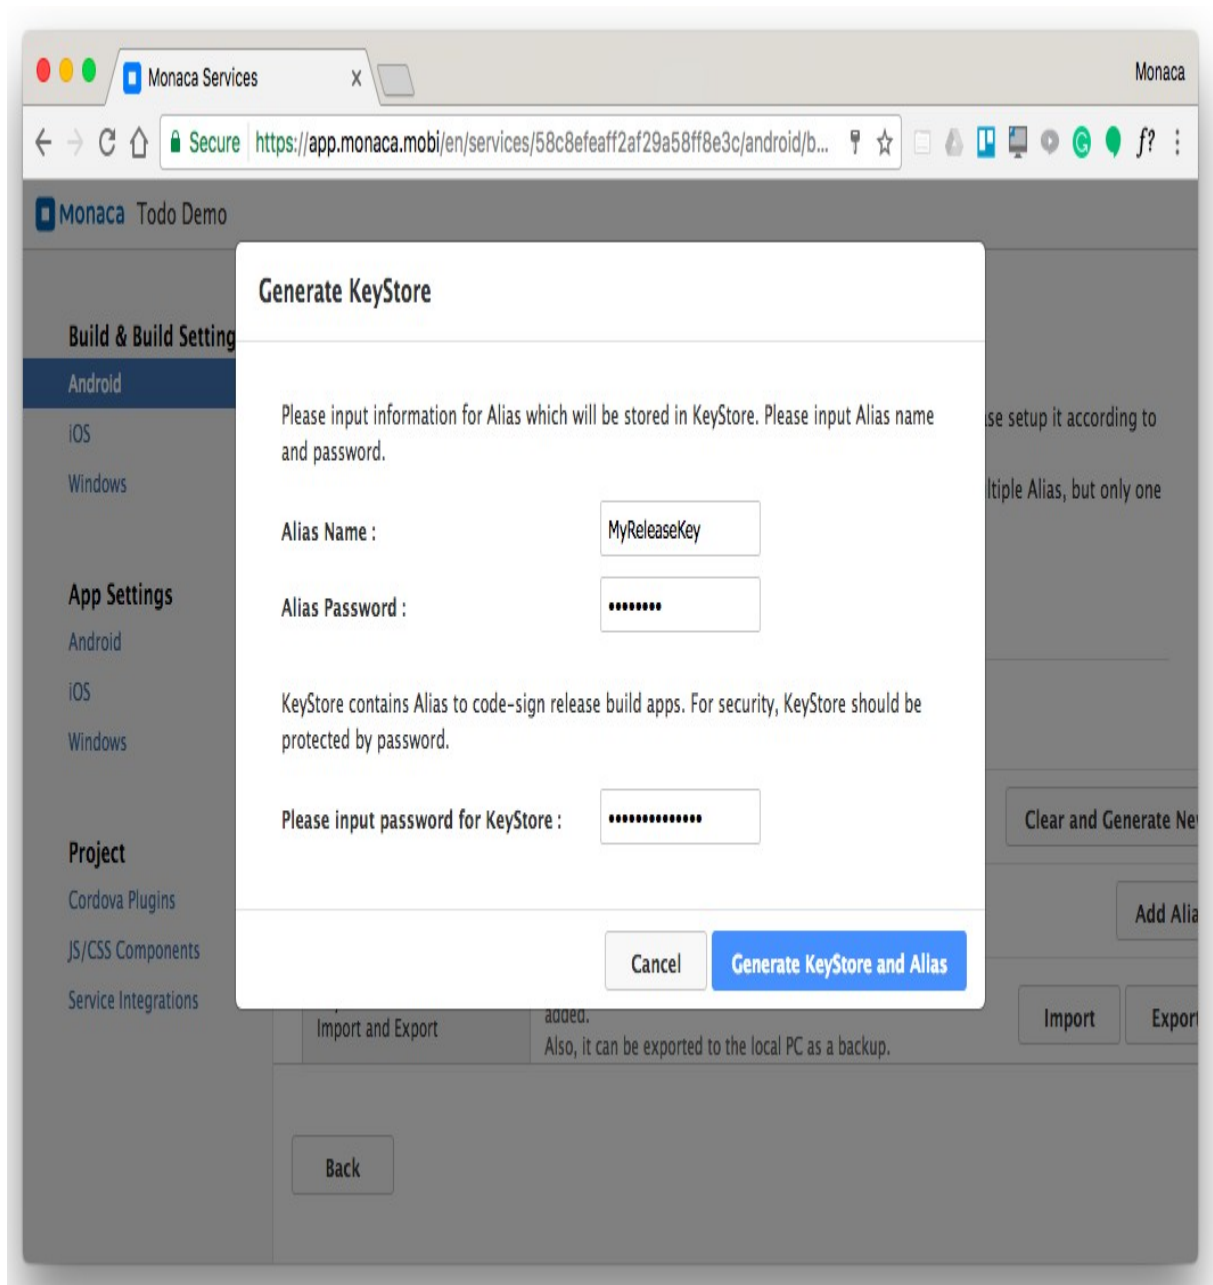 Monaca Services
Monaca
Secure https://app.monaca.mobi/en/services/58c8efeaff2af29a58ff8e3c/android/b...
f?
Monaca Todo Demo
Generate KeyStore
Build & Build Setting
Android
iOS
Windows
App Settings
Android
iOS
Windows
Project
Cordova Plugins
JS/CSS Components
Service Integrations
Please input information for Alias which will be stored in KeyStore. Please input Alias name
and password.
Alias Name :
MyReleaseKey
Alias Password :
••••••••
KeyStore contains Alias to code-sign release build apps. For security, KeyStore should be
protected by password.
Please input password for KeyStore :
••••••••••••••
Cancel
Generate KeyStore and Alias
setup it according to
Alias, but only one
Clear and Generate Ne
Add Alia
Import and Export
added.
Also, it can be exported to the local PC as a backup.
Import
Export
Back